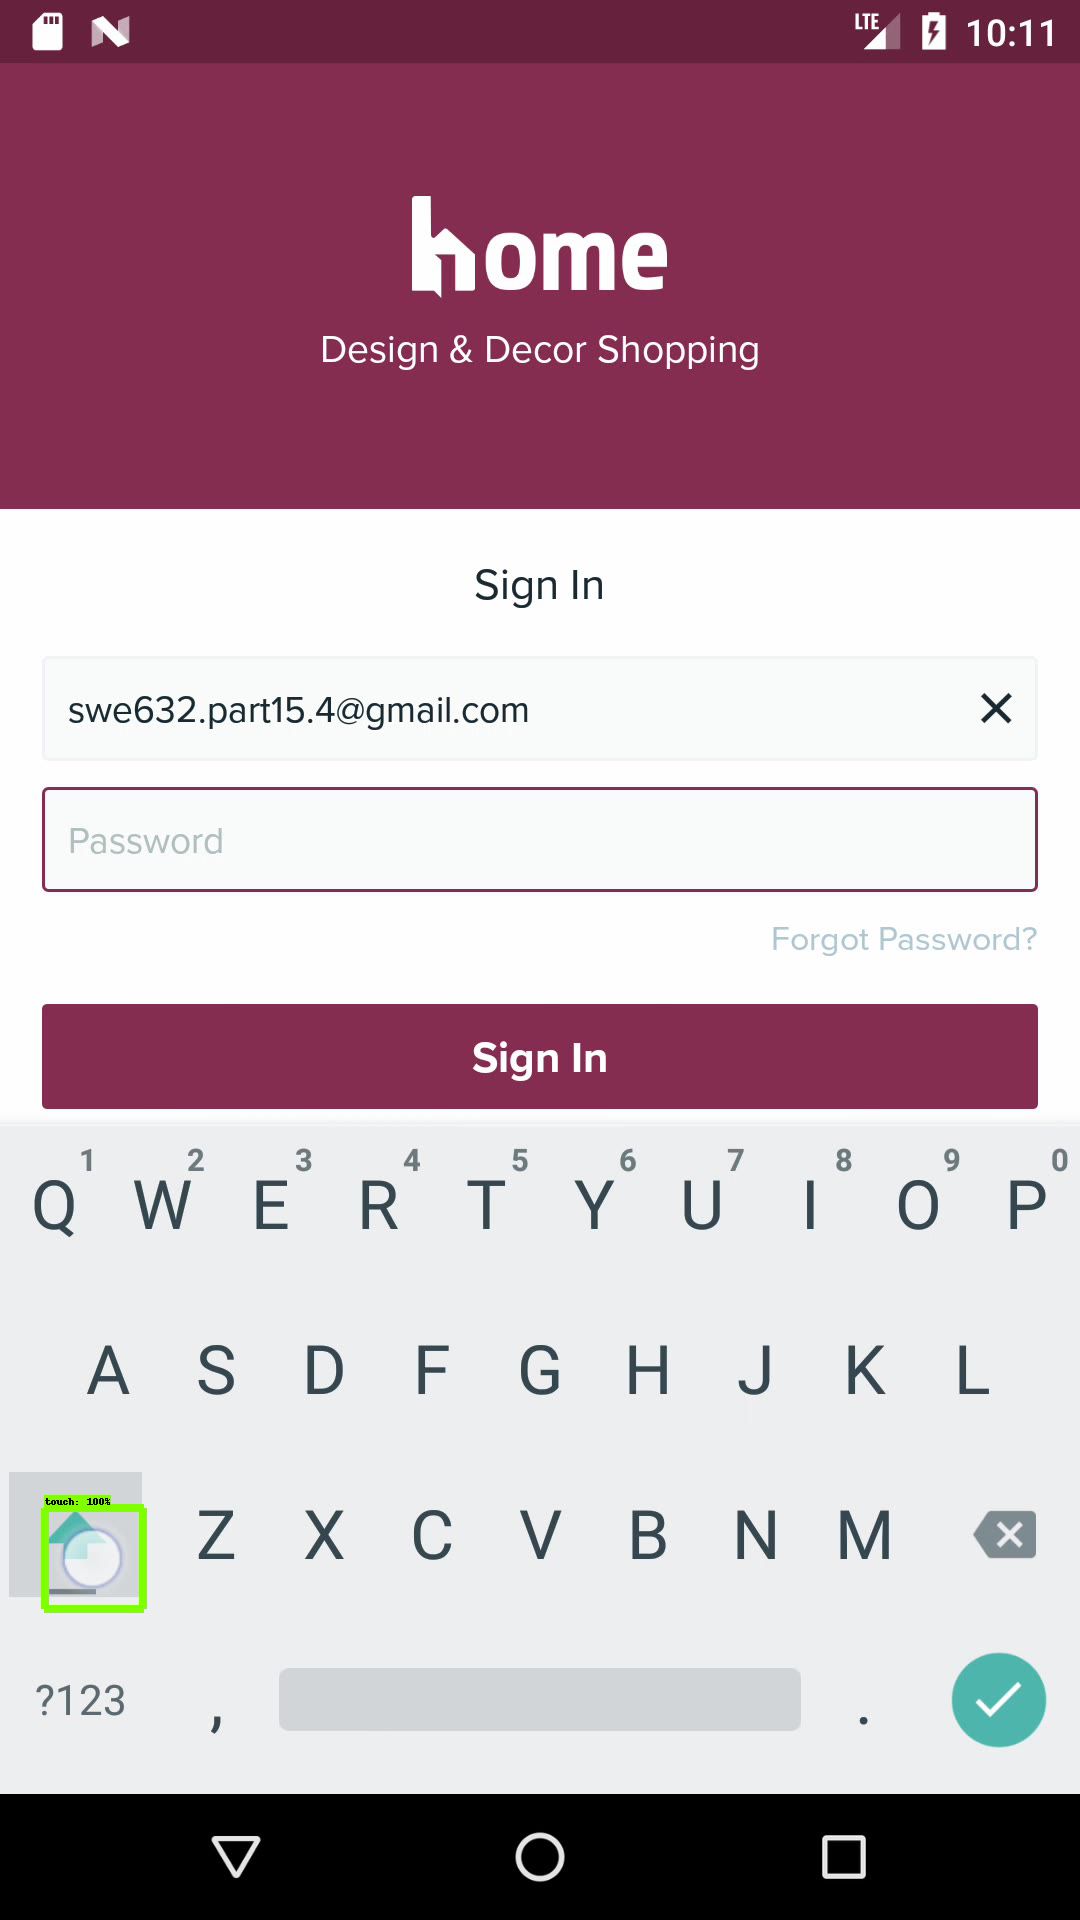 LTE 10:11
home
Design & Decor Shopping
Sign In
swe632.part15.4@gmail.com
Password
Forgot Password?
Sign In
1 2 3 4 5 6 7 8 9 0
Q W E R T Y U I O P
A S D F G H J K L
touch: 100%
Z X C V B N M
?123 , .